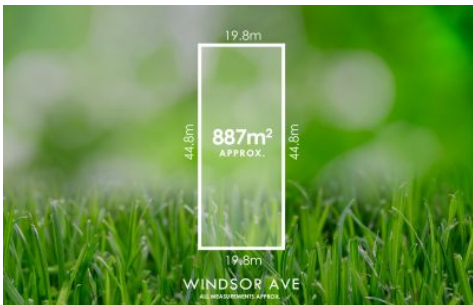 19.8m
44.8m
887m²
APPROX.
44.8m
19.8m
WINDSOR AVE
ALL MEASUREMENTS APPROX.